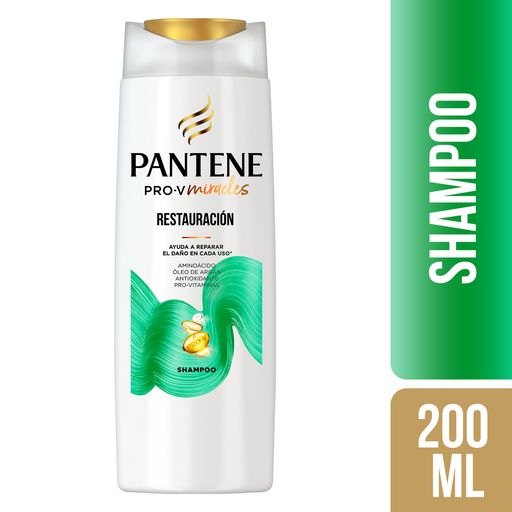 PANTENE
PRO-V miracles
RESTAURACIÓN
AYUDA A REPARAR
EL DAÑO EN CADA USO*
AMINOÁCIDO
ÓLEO DE ARGÁN
ANTIOXIDANTE
PRO-VITAMINAS
SHAMPOO
SHAMPOO
200
ML